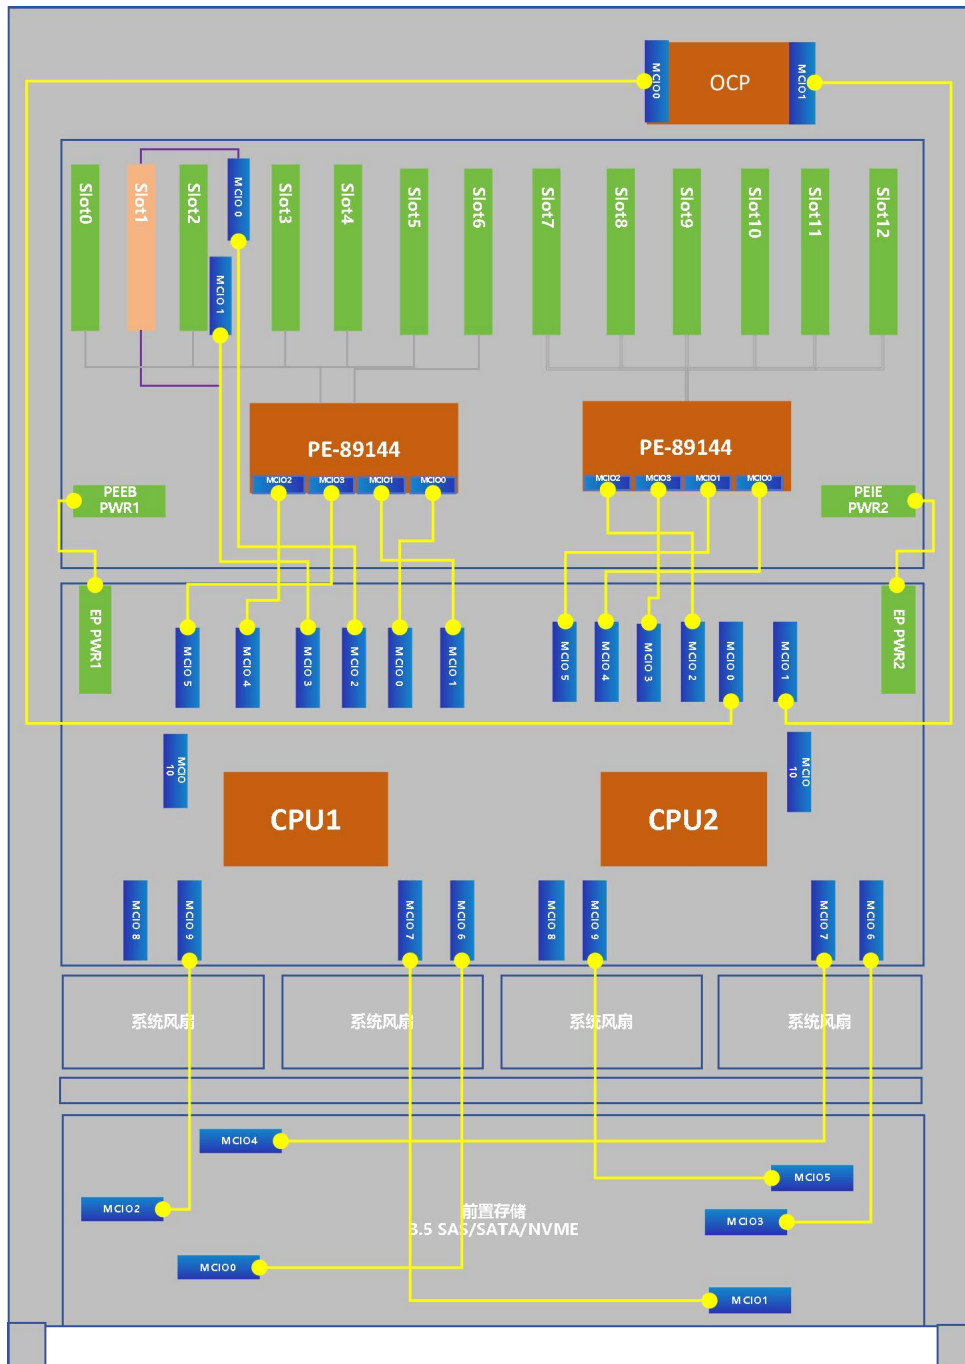 MCIO0
OCP
MCIO1
Slot0
Slot1
Slot2
MCIO 0
MCIO 1
Slot3
Slot4
Slot5
Slot6
Slot7
Slot8
Slot9
Slot10
Slot11
Slot12
PE-89144
MCIO2
MCIO3
MCIO1
MCIO0
PE-89144
MCIO2
MCIO3
MCIO1
MCIO0
PEEB
PWR1
PEIE
PWR2
EP PWR1
EP PWR2
MCIO 5
MCIO 4
MCIO 3
MCIO 2
MCIO 0
MCIO 1
MCIO 5
MCIO 4
MCIO 3
MCIO 2
MCIO 0
MCIO 1
MCIO
10
MCIO
10
CPU1
CPU2
MCIO 8
MCIO 9
MCIO 7
MCIO 6
MCIO 8
MCIO 9
MCIO 7
MCIO 6
系统风扇
系统风扇
系统风扇
系统风扇
MCIO4
MCIO5
MCIO2
MCIO3
前置存储
3.5 SAS/SATA/NVME
MCIO0
MCIO1